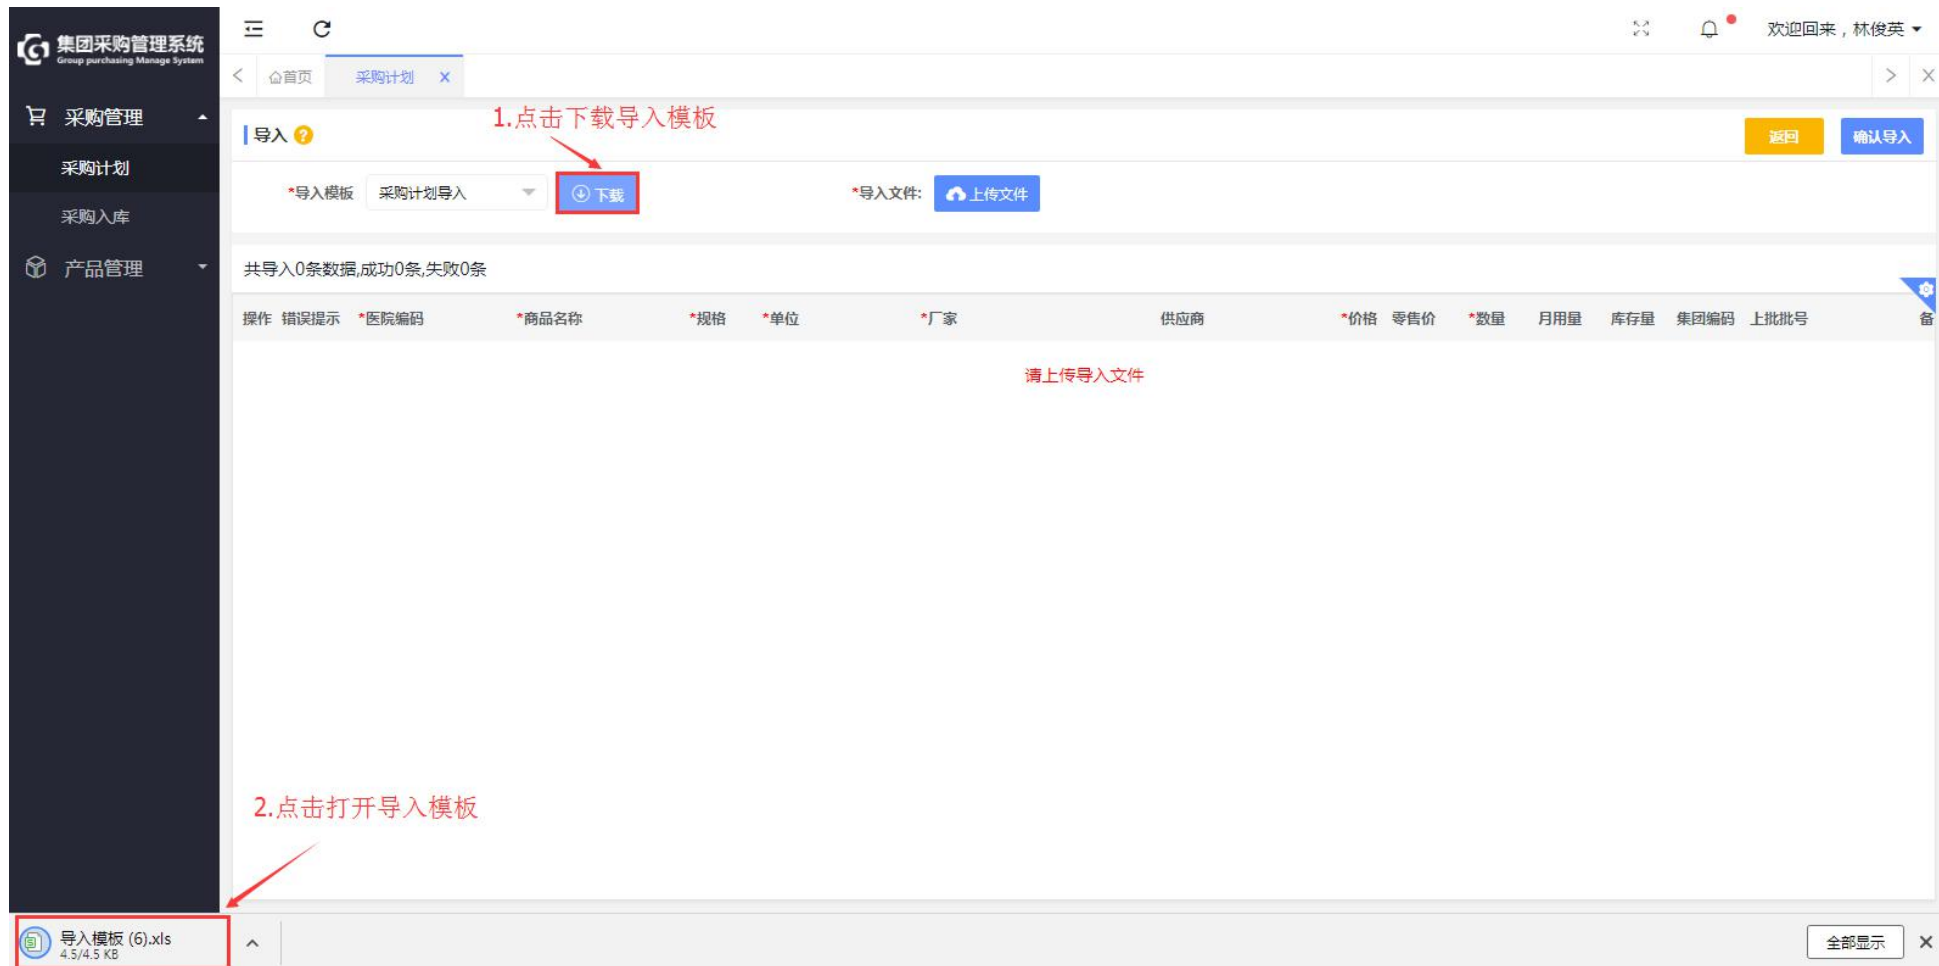 集团采购管理系统
Group purchasing Manage System
欢迎回来，林俊英
首页 采购计划 X
采购管理
采购计划
采购入库
产品管理
1.点击下载导入模板
导入 ?
返回 确认导入
*导入模板 采购计划导入 下载 *导入文件: 上传文件
共导入0条数据,成功0条,失败0条
操作 错误提示 *医院编码 *商品名称 *规格 *单位 *厂家 供应商 *价格 零售价 *数量 月用量 库存量 集团编码 上批批号 备
请上传导入文件
2.点击打开导入模板
导入模板 (6).xls
4.5/4.5 KB
全部显示